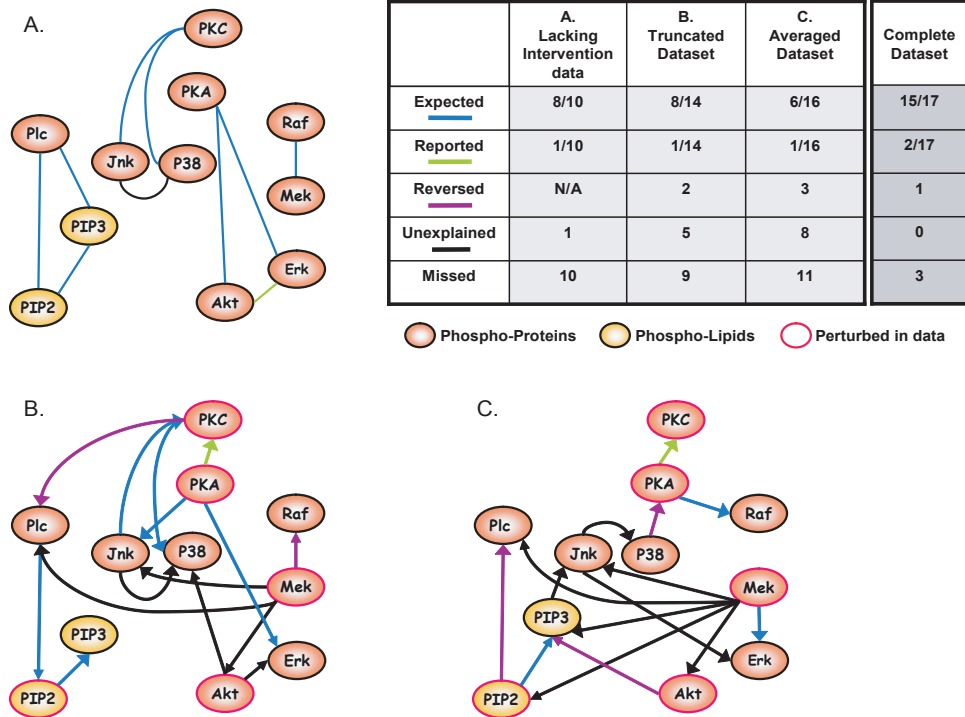 A.
PKC
PKA
Raf
Plc
Jnk
P38
Mek
PIP3
Erk
PIP2
Akt
A. Lacking Intervention data
B. Truncated Dataset
C. Averaged Dataset
Complete Dataset
Expected 8/10 8/14 6/16 15/17
Reported 1/10 1/14 1/16 2/17
Reversed N/A 2 3 1
Unexplained 1 5 8 0
Missed 10 9 11 3
Phospho-Proteins Phospho-Lipids Perturbed in data
B.
PKC
PKA
Raf
Plc
Jnk
P38
Mek
PIP3
Erk
PIP2
Akt
C.
PKC
PKA
Raf
Plc
Jnk
P38
Mek
PIP3
Erk
PIP2
Akt